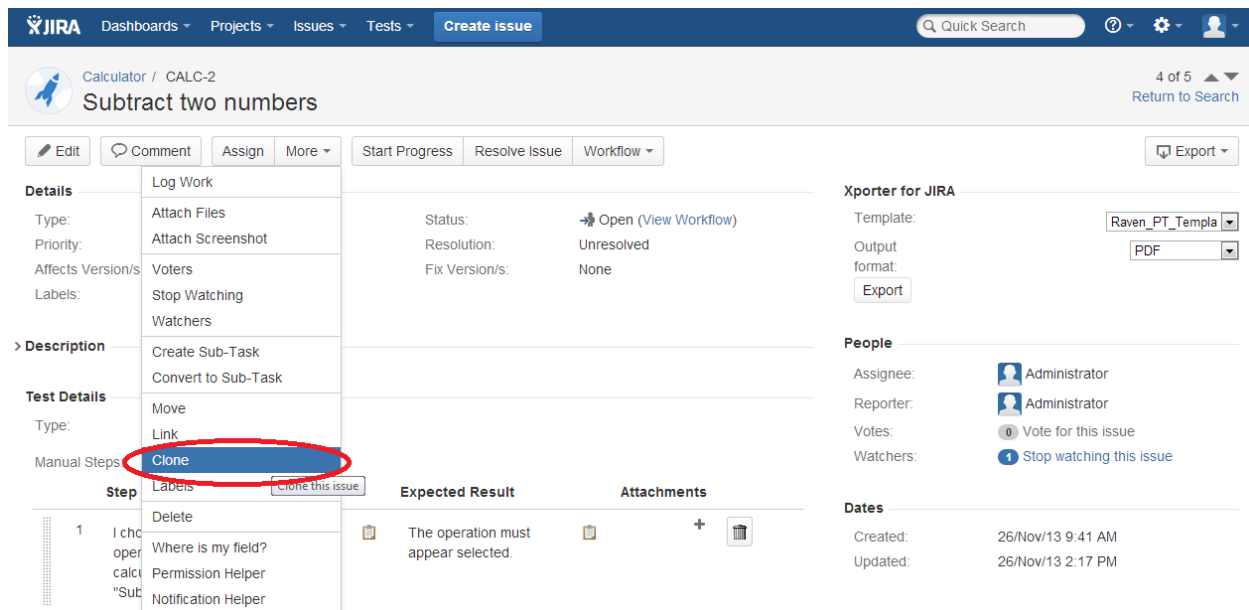 JIRA Dashboards Projects Issues Tests Create issue Quick Search
Calculator / CALC-2 4 of 5
Subtract two numbers Return to Search
Edit Comment Assign More Start Progress Resolve Issue Workflow Export
Log Work
Attach Files
Attach Screenshot
Voters
Stop Watching
Watchers
Create Sub-Task
Convert to Sub-Task
Move
Link
Clone
Labels
Clone this issue
Delete
Where is my field?
Permission Helper
Notification Helper
Details
Type: Status: Open (View Workflow)
Priority: Resolution: Unresolved
Affects Version/s Fix Version/s: None
Labels:
Description
Test Details
Type:
Manual Steps:
Step Expected Result Attachments
1 The operation must
appear selected.
Xporter for JIRA
Template: Raven_PT_Templa
Output PDF
format:
Export
People
Assignee: Administrator
Reporter: Administrator
Votes: 0 Vote for this issue
Watchers: 1 Stop watching this issue
Dates
Created: 26/Nov/13 9:41 AM
Updated: 26/Nov/13 2:17 PM